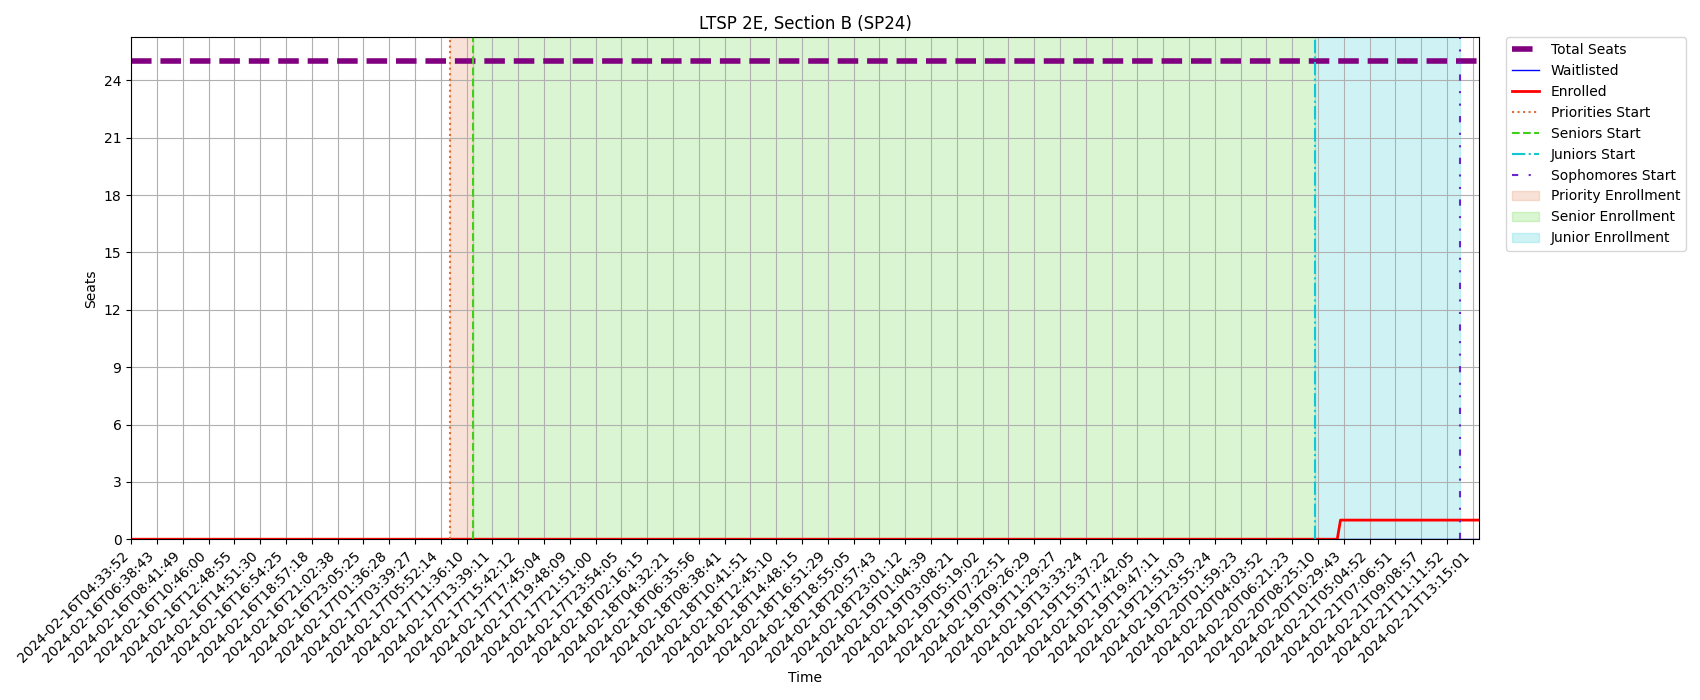 LTSP 2E, Section B (SP24)
Seats
24
21
18
15
12
9
6
3
0
2024-02-16T04:33:52
2024-02-16T06:38:43
2024-02-16T08:41:49
2024-02-16T10:46:00
2024-02-16T12:48:55
2024-02-16T14:51:30
2024-02-16T16:54:25
2024-02-16T18:57:18
2024-02-16T21:02:38
2024-02-16T23:05:25
2024-02-17T01:36:28
2024-02-17T03:39:27
2024-02-17T05:52:14
2024-02-17T11:36:10
2024-02-17T13:39:11
2024-02-17T15:42:12
2024-02-17T17:45:04
2024-02-17T19:48:09
2024-02-17T21:51:00
2024-02-17T23:54:05
2024-02-18T02:16:15
2024-02-18T04:32:21
2024-02-18T06:35:56
2024-02-18T08:38:41
2024-02-18T10:41:51
2024-02-18T12:45:10
2024-02-18T14:48:15
2024-02-18T16:51:29
2024-02-18T18:55:05
2024-02-18T20:57:43
2024-02-18T23:01:12
2024-02-19T01:04:39
2024-02-19T03:08:21
2024-02-19T05:19:02
2024-02-19T07:22:51
2024-02-19T09:26:29
2024-02-19T11:29:27
2024-02-19T13:33:24
2024-02-19T15:37:22
2024-02-19T17:42:05
2024-02-19T19:47:11
2024-02-19T21:51:03
2024-02-19T23:55:24
2024-02-20T01:59:23
2024-02-20T04:03:52
2024-02-20T06:21:23
2024-02-20T08:25:10
2024-02-20T10:29:43
2024-02-21T05:04:52
2024-02-21T07:06:51
2024-02-21T09:08:57
2024-02-21T11:11:52
2024-02-21T13:15:01
Time
Total Seats
Waitlisted
Enrolled
Priorities Start
Seniors Start
Juniors Start
Sophomores Start
Priority Enrollment
Senior Enrollment
Junior Enrollment